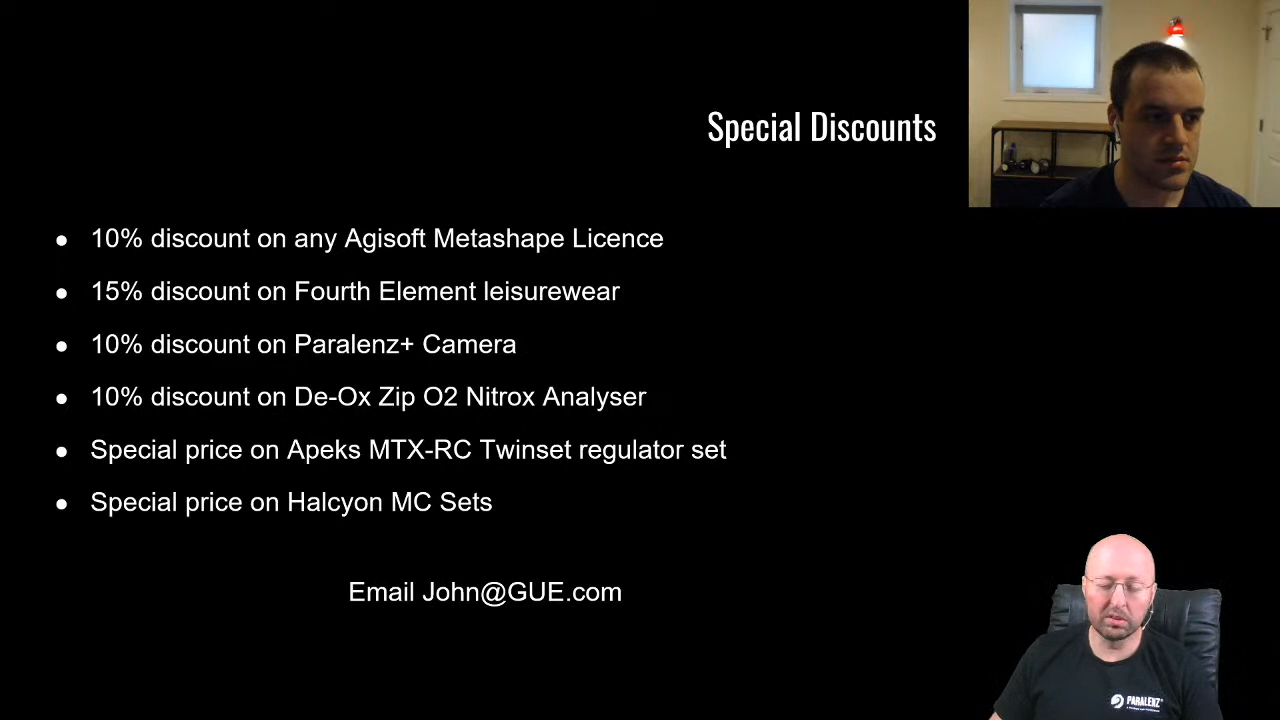 Special Discounts
● 10% discount on any Agisoft Metashape Licence
● 15% discount on Fourth Element leisurewear
● 10% discount on Paralenz+ Camera
● 10% discount on De-Ox Zip O2 Nitrox Analyser
● Special price on Apeks MTX-RC Twinset regulator set
● Special price on Halcyon MC Sets
Email John@GUE.com
PARALENZ